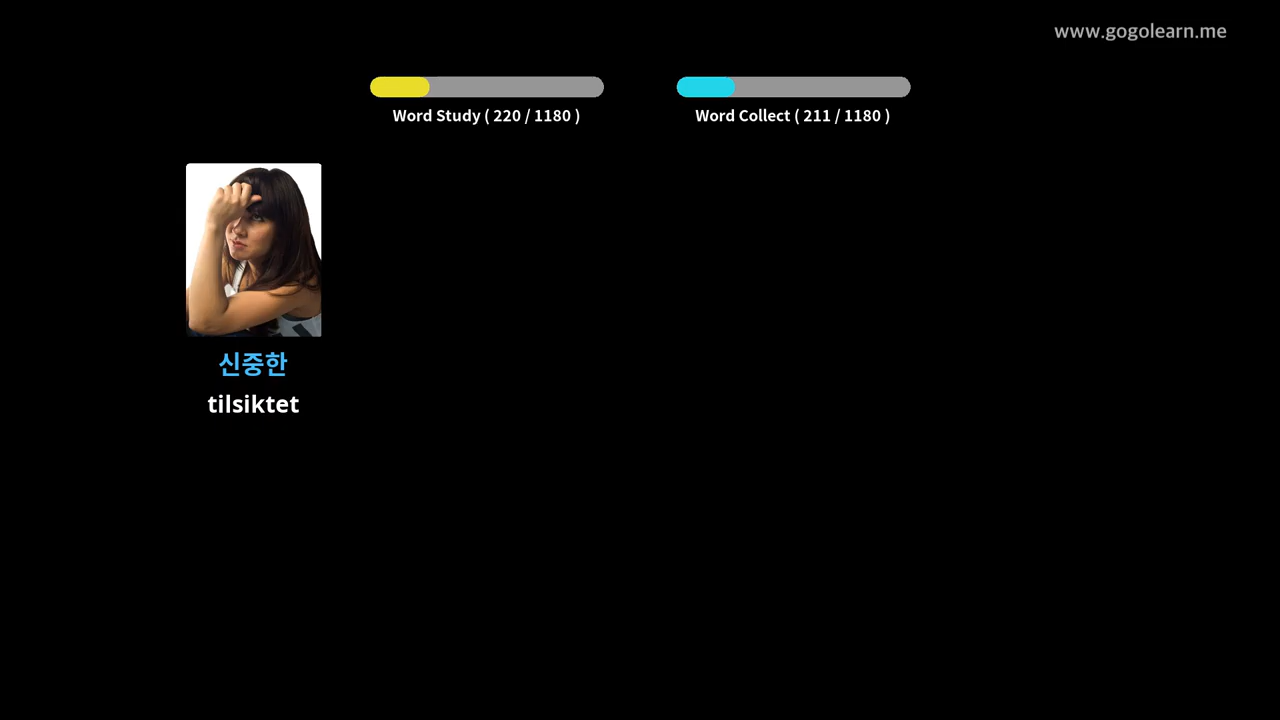 www.gogolearn.me
Word Study ( 220 / 1180 )
Word Collect ( 211 / 1180 )
신중한
tilsiktet